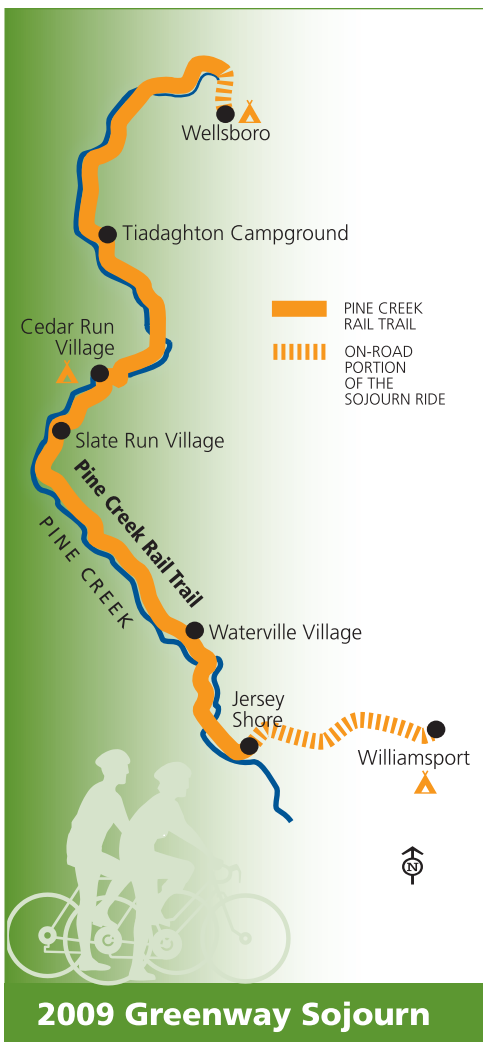 Wellsboro
Tiadaghton Campground
PINE CREEK
RAIL TRAIL
ON-ROAD
PORTION
OF THE
SOJOURN RIDE
Cedar Run
Village
Slate Run Village
Pine Creek Rail Trail
PINE CREEK
Waterville Village
Jersey
Shore
Williamsport
N
2009 Greenway Sojourn